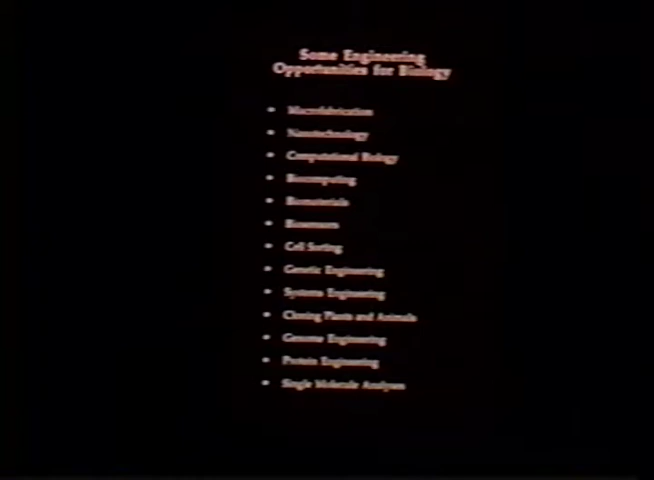 Some Engineering
Opportunities for Biology
• Microfabrication
• Nanotechnology
• Computational Biology
• Biocomputing
• Biomaterials
• Biosensors
• Cell Sorting
• Genetic Engineering
• Systems Engineering
• Cloning Plants and Animals
• Genome Engineering
• Protein Engineering
• Single Molecule Analyses